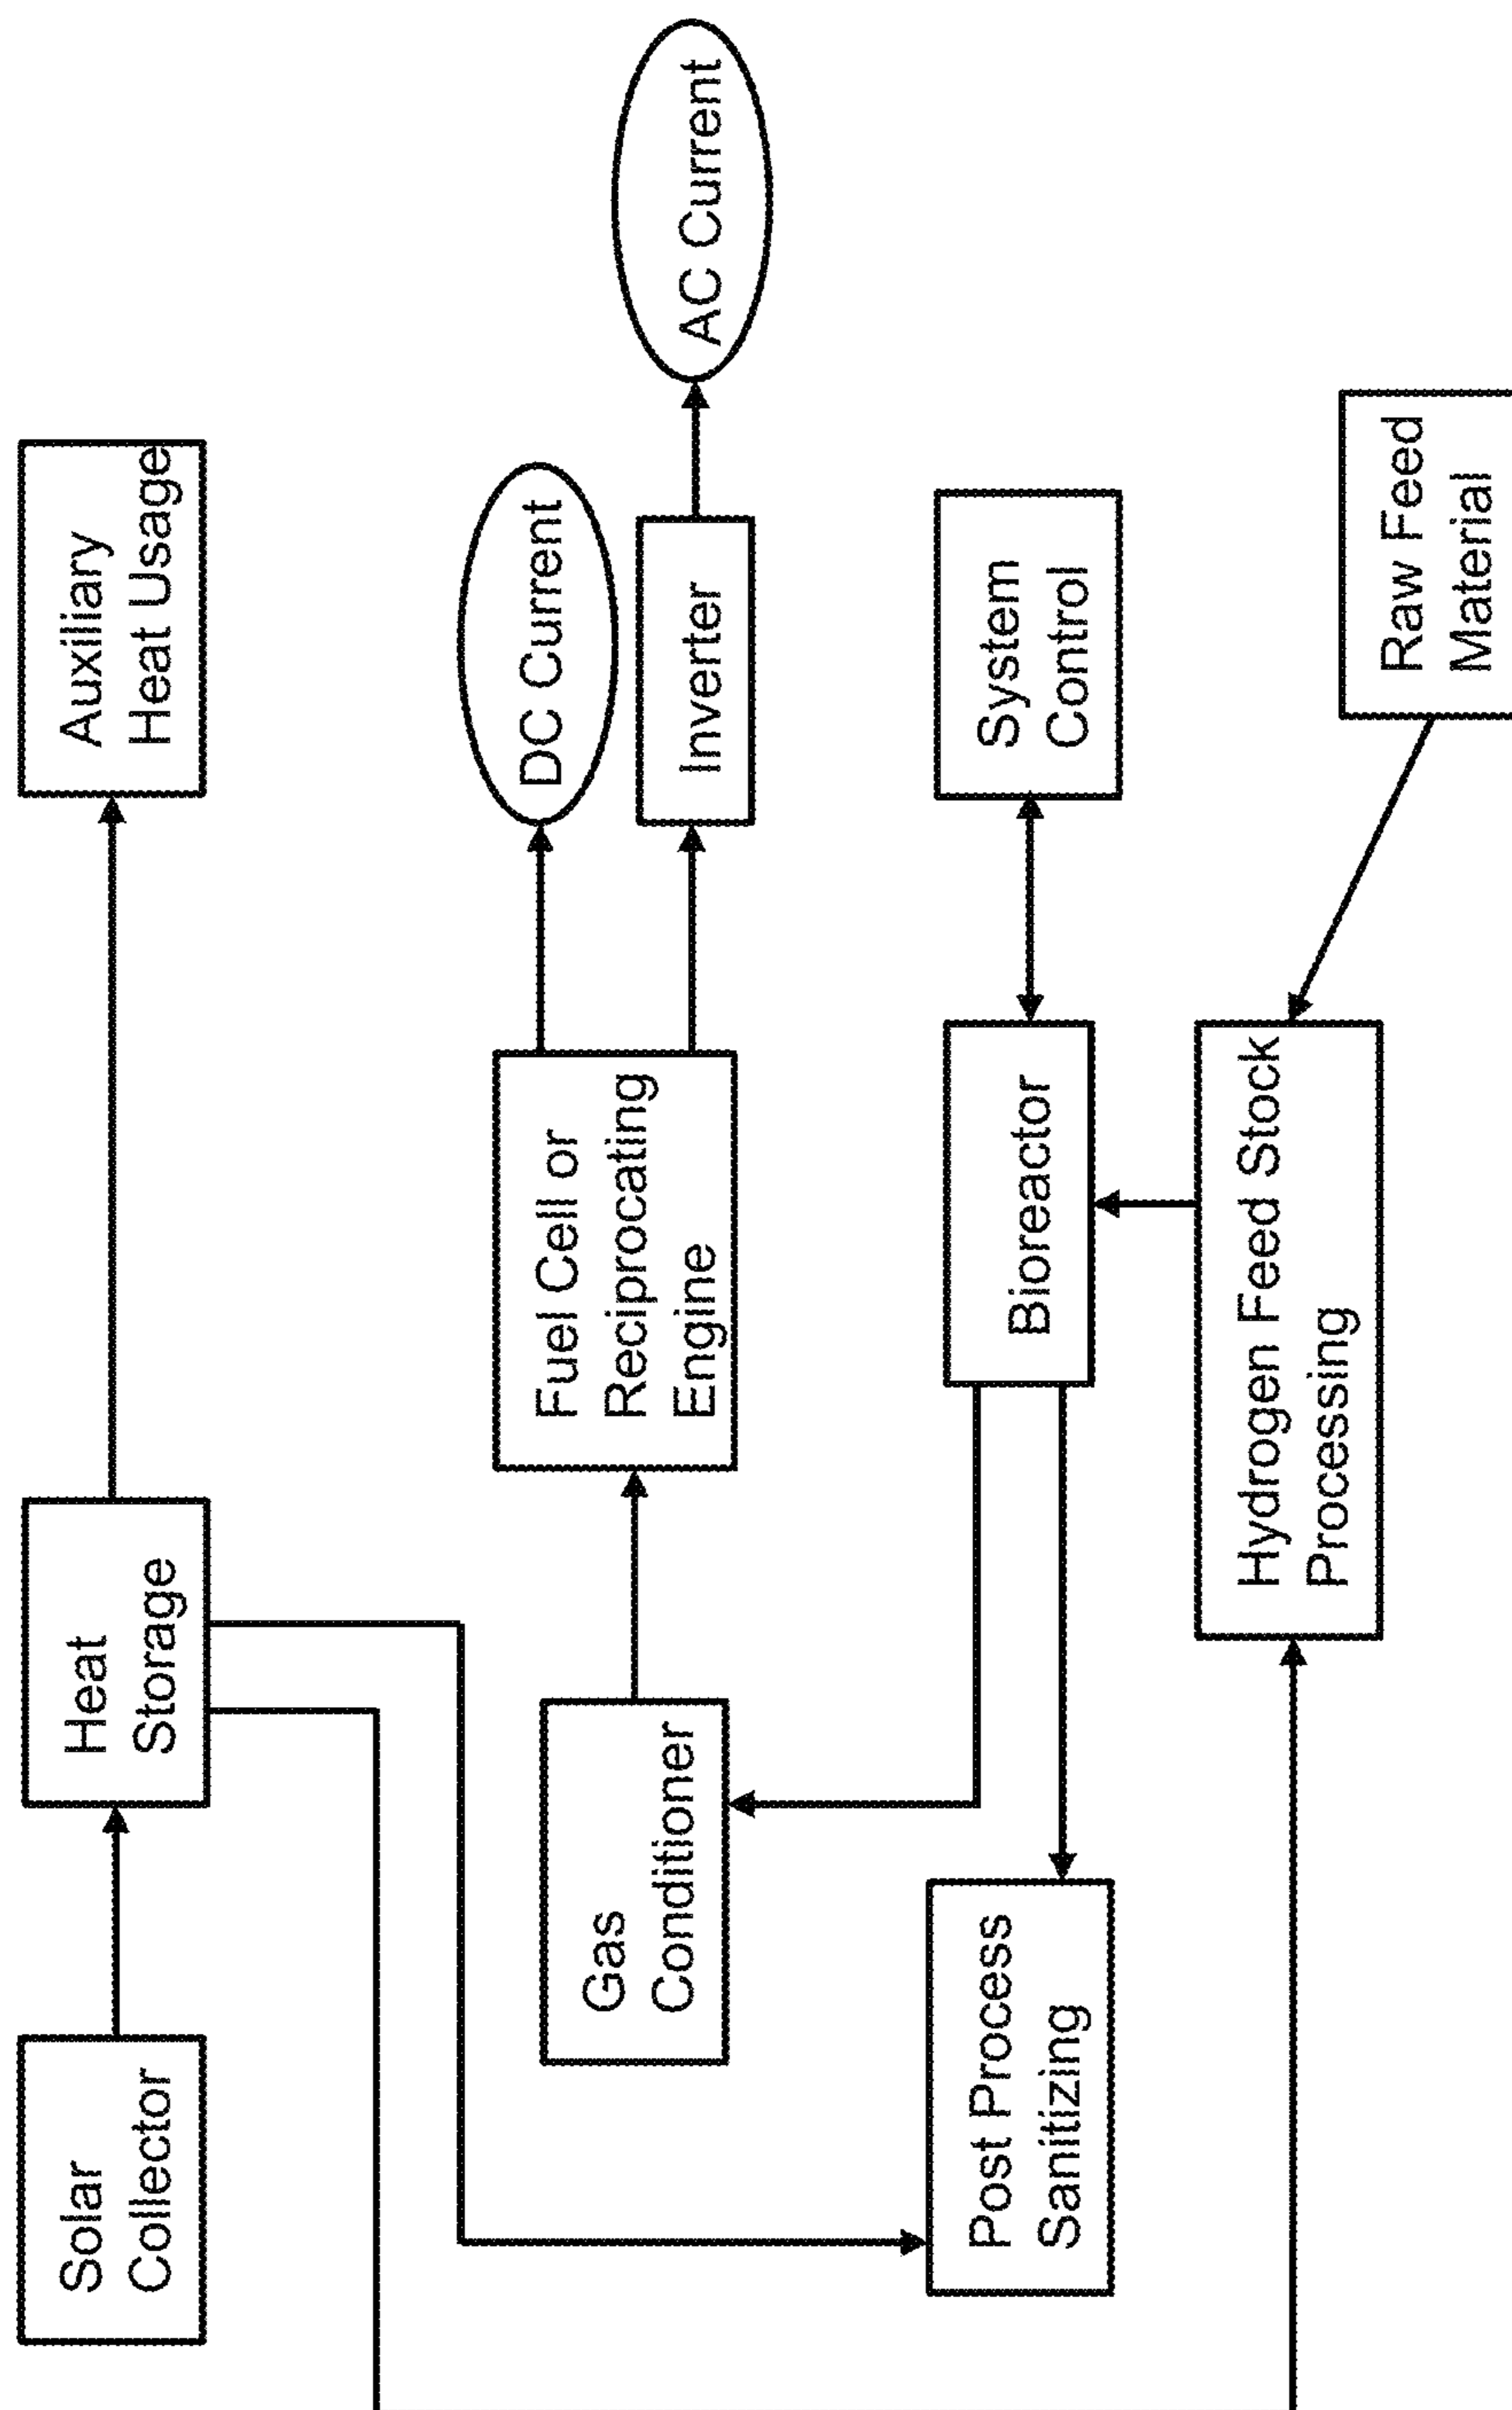 Solar
Collector
Heat
Storage
Auxiliary
Heat Usage
Gas
Conditioner
Fuel Cell or
Reciprocating
Engine
DC Current
Inverter
AC Current
Post Process
Sanitizing
Bioreactor
System
Control
Hydrogen Feed Stock
Processing
Raw Feed
Material